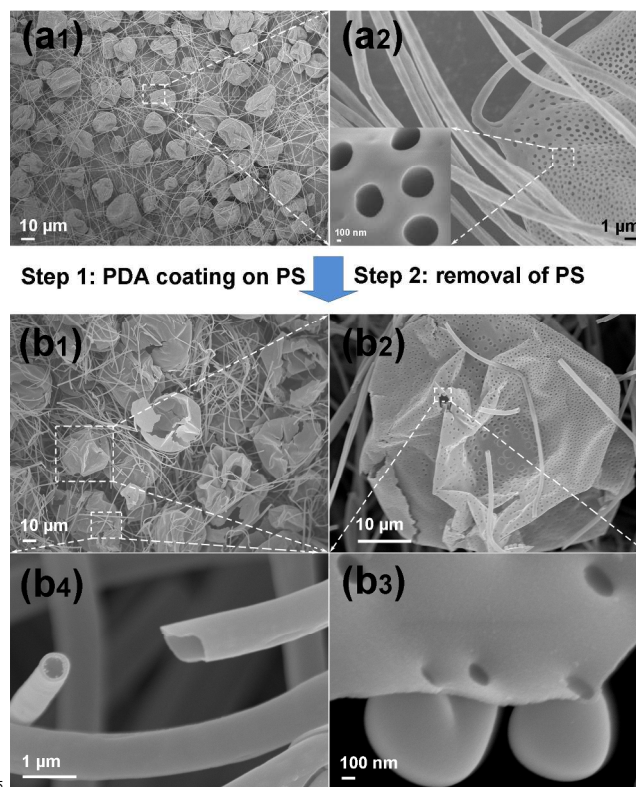 (a1)
10 µm
(a2)
100 nm
1 µm
Step 1: PDA coating on PS
Step 2: removal of PS
(b1)
10 µm
(b2)
10 µm
(b4)
1 µm
(b3)
100 nm
5